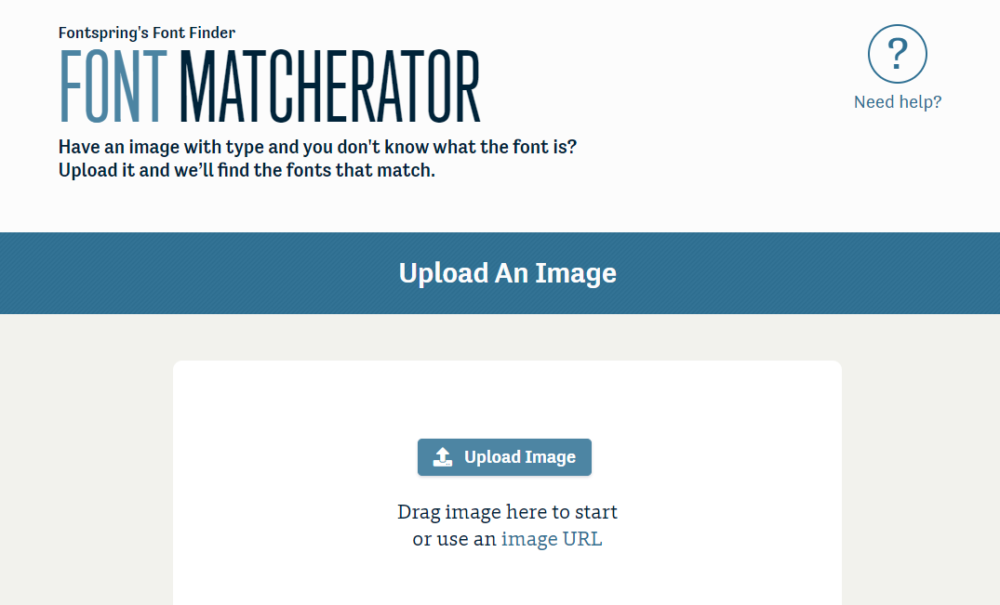 Fontspring's Font Finder
FONT MATCHERATOR
Have an image with type and you don't know what the font is?
Upload it and we’ll find the fonts that match.
?
Need help?
Upload An Image
Upload Image
Drag image here to start
or use an image URL